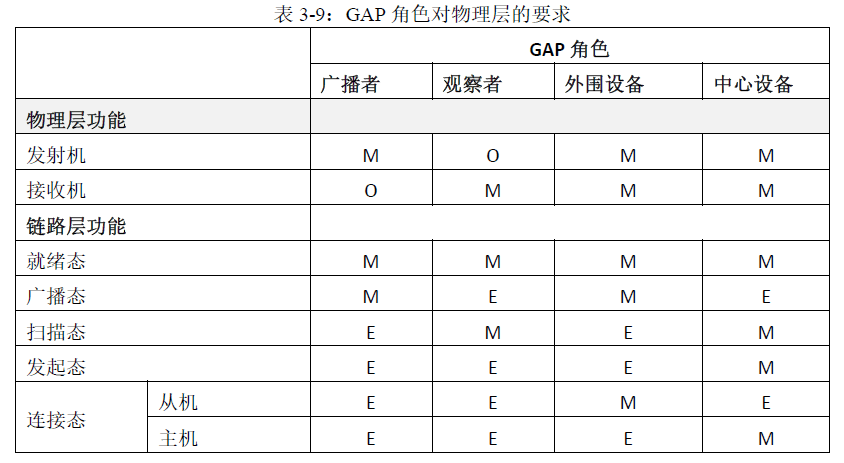 表 3-9：GAP 角色对物理层的要求
GAP 角色
广播者 观察者 外围设备 中心设备
物理层功能
发射机 M O M M
接收机 O M M M
链路层功能
就绪态 M M M M
广播态 M E M E
扫描态 E M E M
发起态 E E E M
连接态 从机 E E M E
主机 E E E M